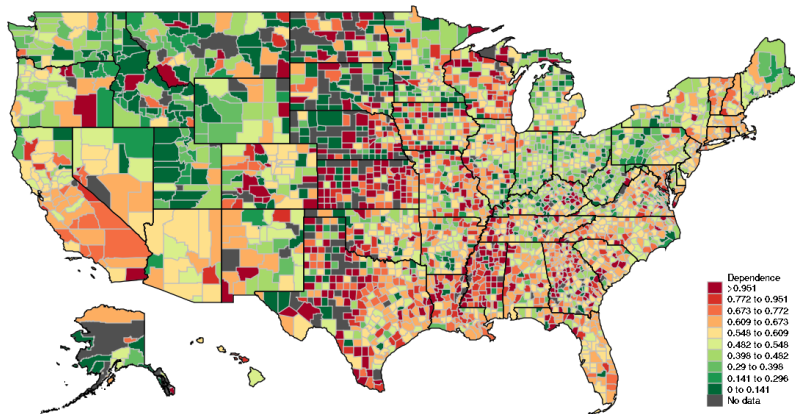 Dependence
>0.951
0.772 to 0.951
0.673 to 0.772
0.609 to 0.673
0.548 to 0.609
0.482 to 0.548
0.398 to 0.482
0.29 to 0.398
0.141 to 0.296
0 to 0.141
No data